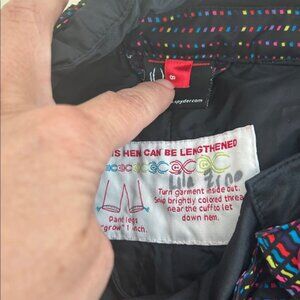 8
spyder.com
IS HEM CAN BE LENGTHENED
Turn garment inside out.
Snip brightly colored thread
near the cuff to let
down hem.
Pant legs
"grow" 1 inch.